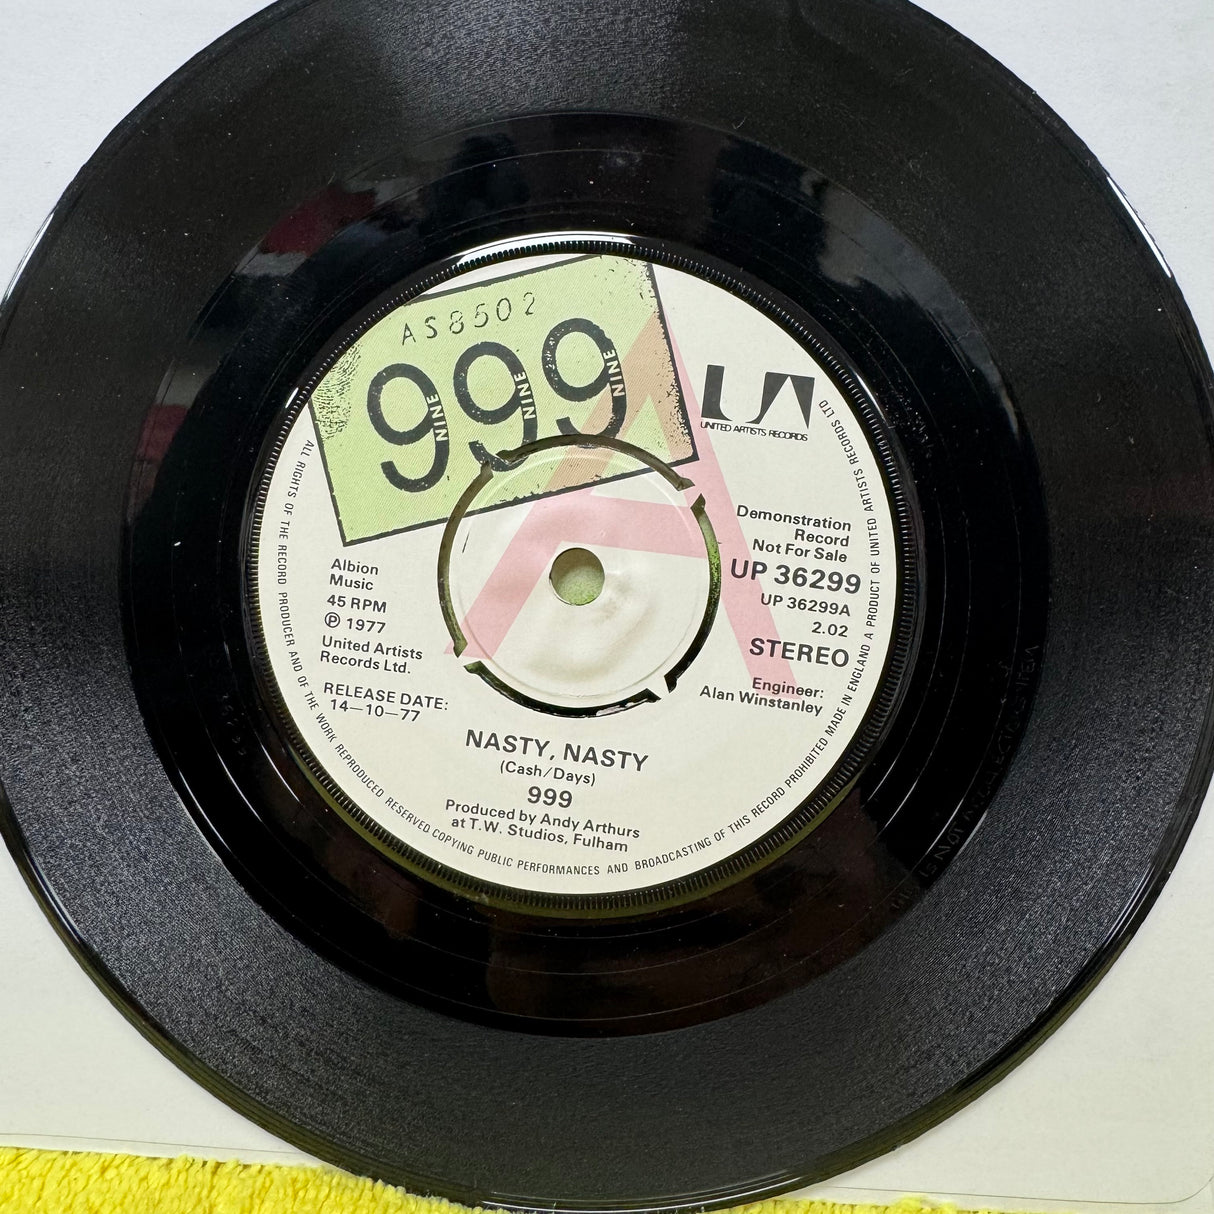 AS8502
999
NINE NINE NINE
A
UA
UNITED ARTISTS RECORDS
Demonstration
Record
Not For Sale
UP 36299
UP 36299A
2.02
STEREO
Engineer:
Alan Winstanley
Albion
Music
45 RPM
Ⓟ 1977
United Artists
Records Ltd.
RELEASE DATE:
14—10—77
NASTY, NASTY
(Cash/Days)
999
Produced by Andy Arthurs
at T.W. Studios, Fulham
ALL RIGHTS OF THE RECORD PRODUCER AND OF THE WORK REPRODUCED RESERVED. COPYING PUBLIC PERFORMANCES AND BROADCASTING OF THIS RECORD PROHIBITED MADE IN ENGLAND A PRODUCT OF UNITED ARTISTS RECORDS LTD